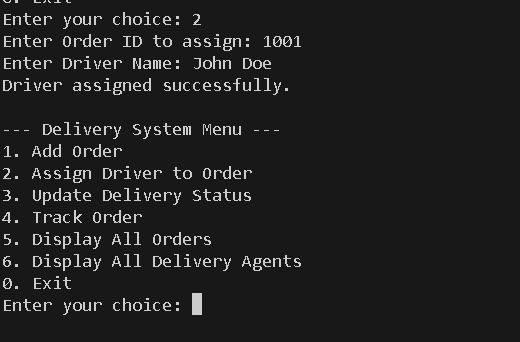 0. Exit
Enter your choice: 2
Enter Order ID to assign: 1001
Enter Driver Name: John Doe
Driver assigned successfully.
--- Delivery System Menu ---
1. Add Order
2. Assign Driver to Order
3. Update Delivery Status
4. Track Order
5. Display All Orders
6. Display All Delivery Agents
0. Exit
Enter your choice: